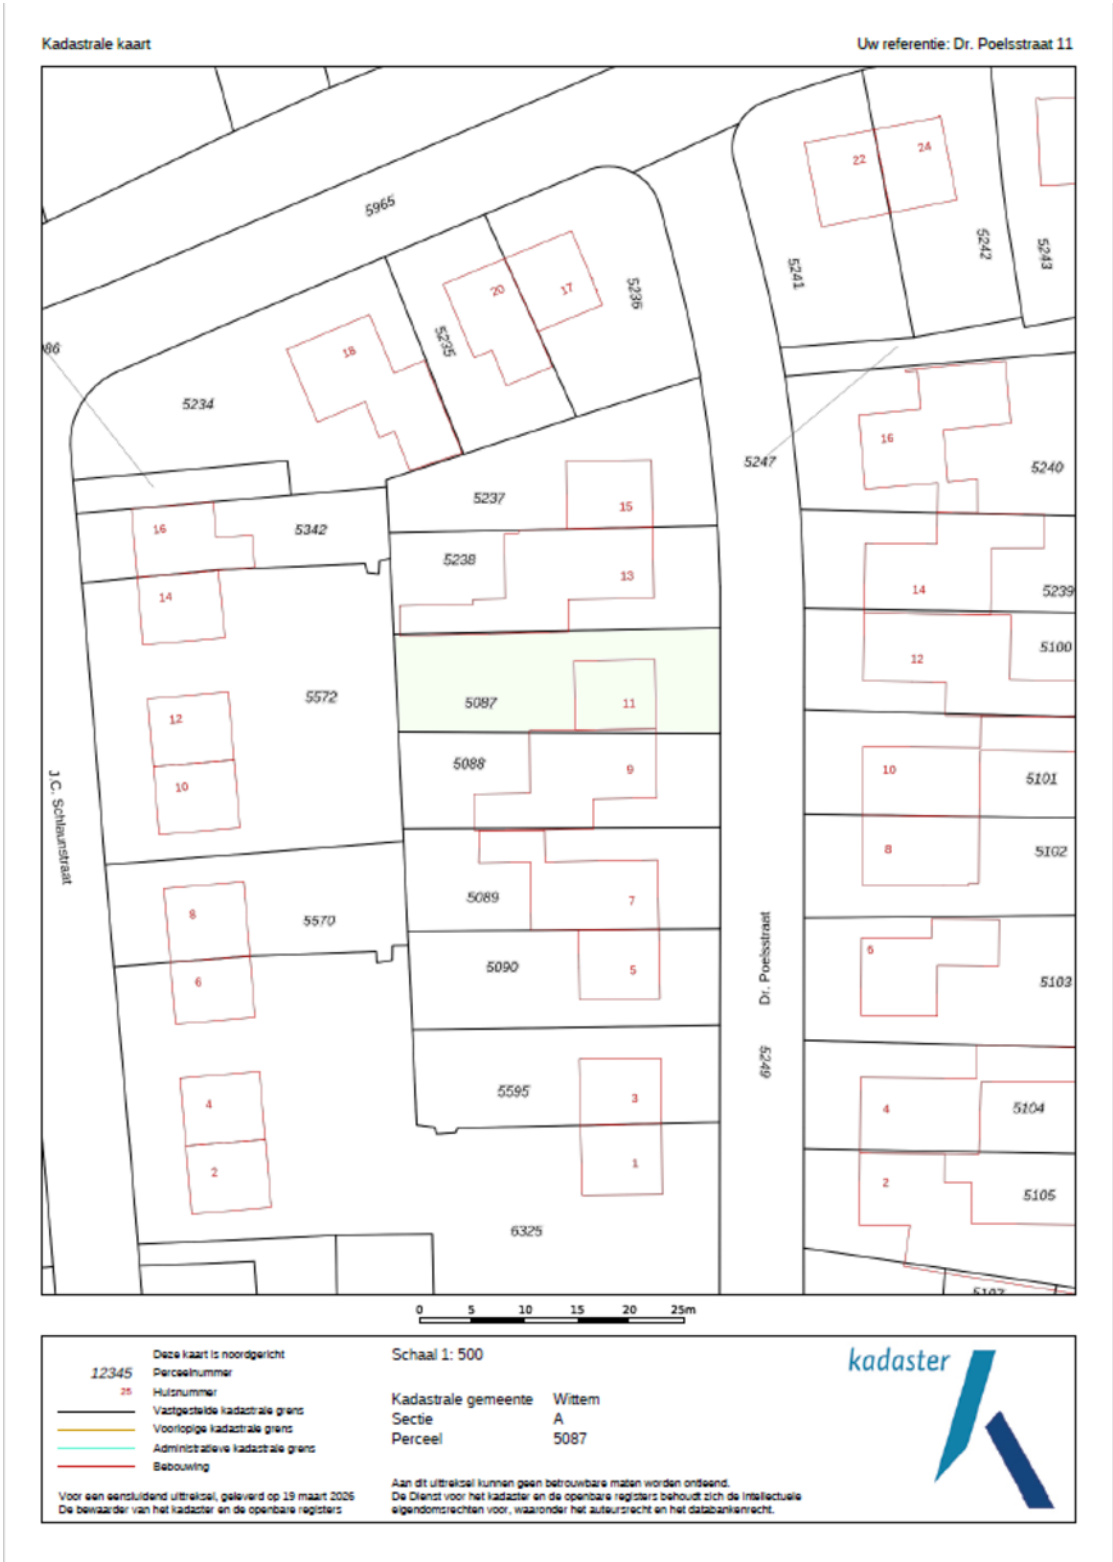 Kadastrale kaart
Uw referentie: Dr. Poelsstraat 11
5965
22
24
5241
5242
5243
20
17
5236
5235
18
86
5234
5247
16
5240
5237
15
16
5342
5238
13
14
14
5239
5100
12
5572
5087
11
12
10
5088
9
10
5101
8
5102
J.C. Schlaunstraat
8
5570
5089
7
6
5090
5
Dr. Poelsstraat
6
5103
5249
4
5595
3
4
5104
2
1
2
5105
6325
5107
0 5 10 15 20 25m
Deze kaart is noordgericht
12345 Perceelnummer
25 Huisnummer
Vastgestelde kadastrale grens
Voorlopige kadastrale grens
Administratieve kadastrale grens
Bebouwing
Schaal 1: 500
Kadastrale gemeente Wittem
Sectie A
Perceel 5087
kadaster
Voor een eensluidend uittreksel, geleverd op 19 maart 2026
De bewaarder van het kadaster en de openbare registers
Aan dit uittreksel kunnen geen betrouwbare maten worden ontleend.
De Dienst voor het kadaster en de openbare registers behoudt zich de intellectuele
eigendomsrechten voor, waaronder het auteursrecht en het databankenrecht.